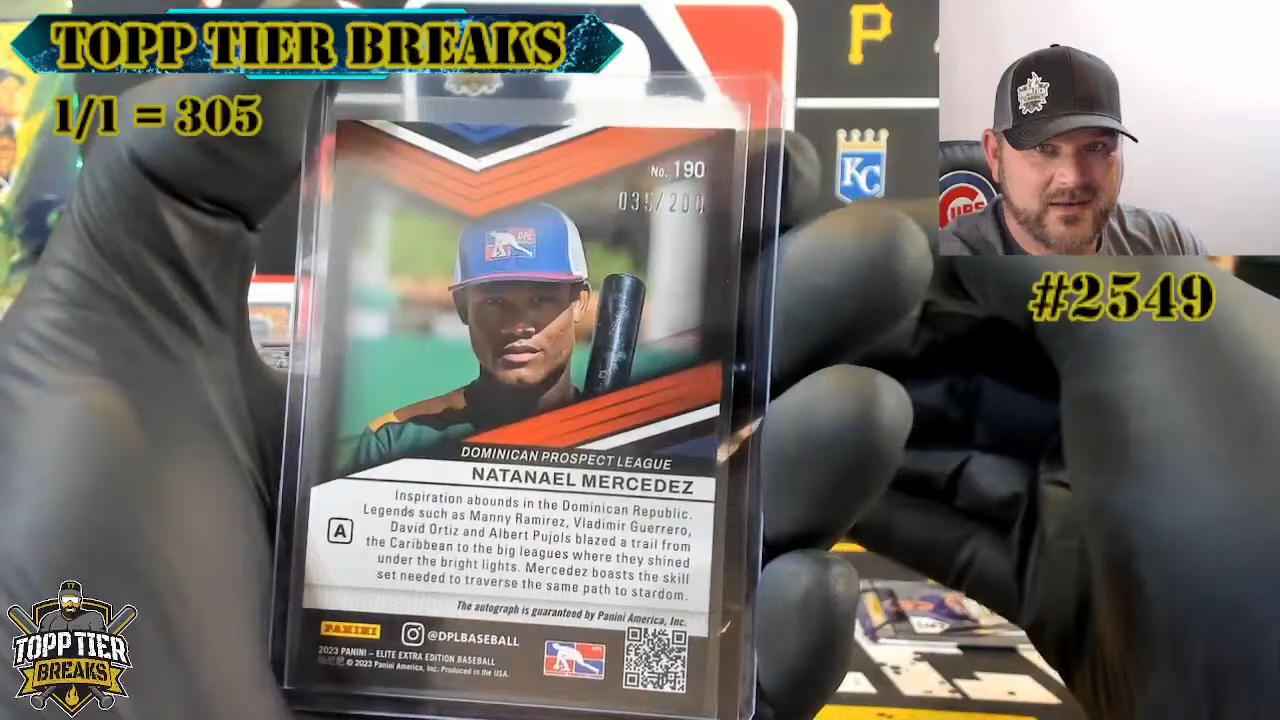 TOPP TIER BREAKS
1/1 = 305
P
KC
CUBS
#2549
No. 190
035/200
DPL
DOMINICAN PROSPECT LEAGUE
NATANAEL MERCEDEZ
Inspiration abounds in the Dominican Republic.
Legends such as Manny Ramirez, Vladimir Guerrero,
David Ortiz and Albert Pujols blazed a trail from
the Caribbean to the big leagues where they shined
under the bright lights. Mercedez boasts the skill
set needed to traverse the same path to stardom.
A
The autograph is guaranteed by Panini America, Inc.
PANINI
@DPLBASEBALL
2023 PANINI – ELITE EXTRA EDITION BASEBALL
© 2023 Panini America, Inc. Produced in the USA.
TOPP TIER
BREAKS